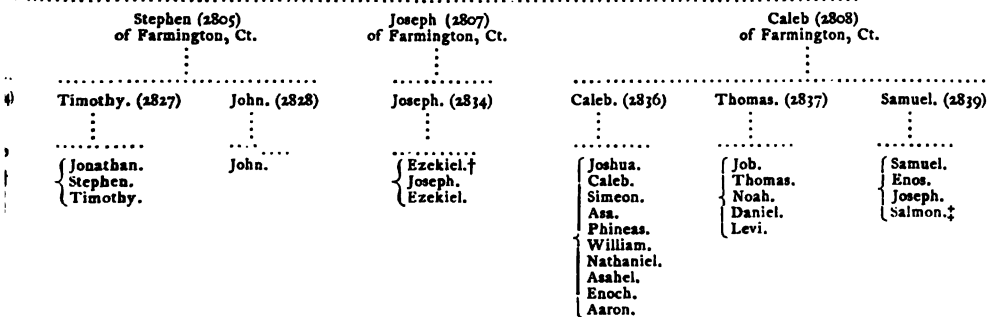 Stephen (2805)
of Farmington, Ct.
Joseph (2807)
of Farmington, Ct.
Caleb (2808)
of Farmington, Ct.
Timothy. (2827)
John. (2828)
Joseph. (2834)
Caleb. (2836)
Thomas. (2837)
Samuel. (2839)
Jonathan.
Stephen.
Timothy.
John.
Ezekiel.†
Joseph.
Ezekiel.
Joshua.
Caleb.
Simeon.
Asa.
Phineas.
William.
Nathaniel.
Asahel.
Enoch.
Aaron.
Job.
Thomas.
Noah.
Daniel.
Levi.
Samuel.
Enos.
Joseph.
Salmon.‡